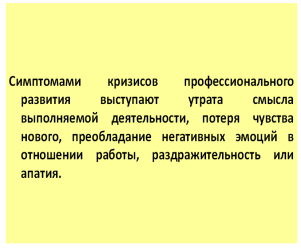 Симптомами кризисов профессионального
развития выступают утрата смысла
выполняемой деятельности, потеря чувства
нового, преобладание негативных эмоций в
отношении работы, раздражительность или
апатия.